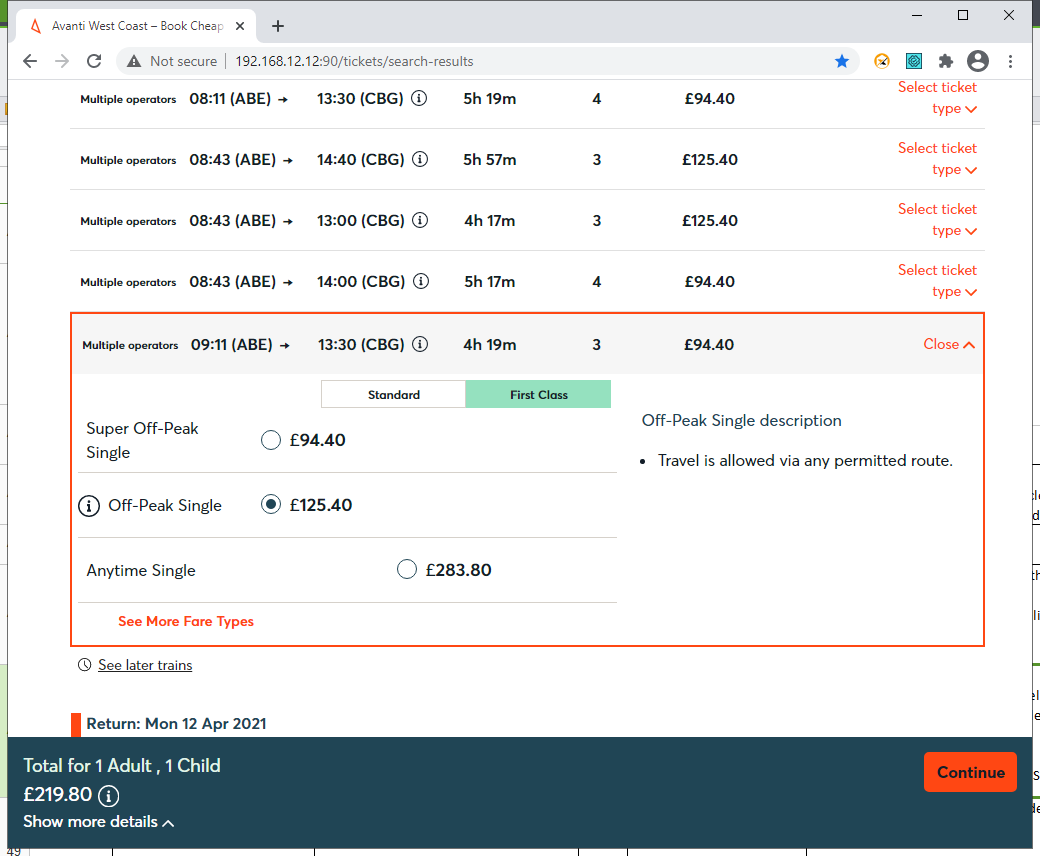 Avanti West Coast – Book Cheap
Not secure 192.168.12.12:90/tickets/search-results
Multiple operators 08:11 (ABE) → 13:30 (CBG) 5h 19m 4 £94.40 Select ticket
type
Multiple operators 08:43 (ABE) → 14:40 (CBG) 5h 57m 3 £125.40 Select ticket
type
Multiple operators 08:43 (ABE) → 13:00 (CBG) 4h 17m 3 £125.40 Select ticket
type
Multiple operators 08:43 (ABE) → 14:00 (CBG) 5h 17m 4 £94.40 Select ticket
type
Multiple operators 09:11 (ABE) → 13:30 (CBG) 4h 19m 3 £94.40 Close
Standard First Class
Super Off-Peak
Single
£94.40
Off-Peak Single £125.40
Anytime Single £283.80
See More Fare Types
Off-Peak Single description
• Travel is allowed via any permitted route.
See later trains
Return: Mon 12 Apr 2021
Total for 1 Adult , 1 Child
£219.80
Show more details
Continue
49